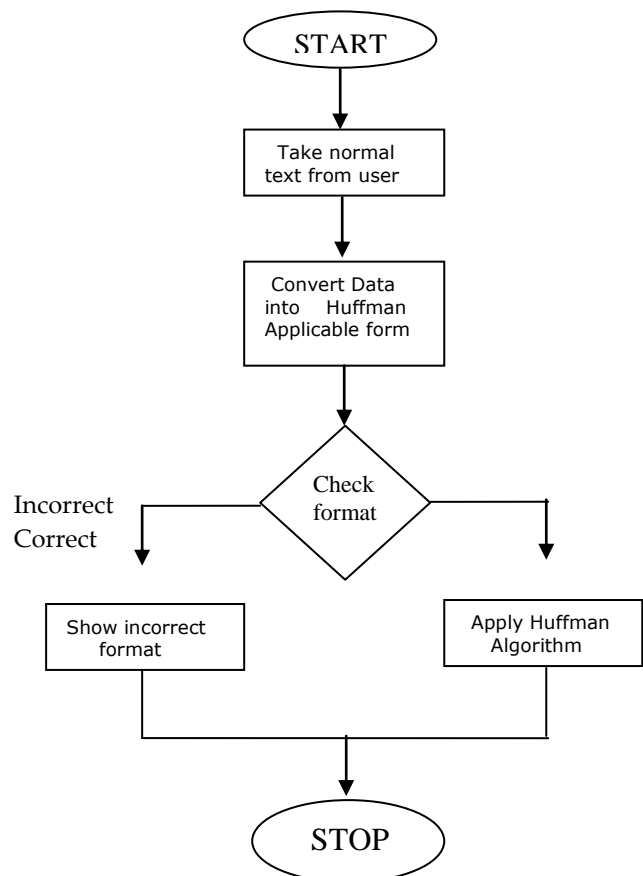 START
Take normal
text from user
Convert Data
into Huffman
Applicable form
Check
format
Incorrect
Correct
Show incorrect
format
Apply Huffman
Algorithm
STOP